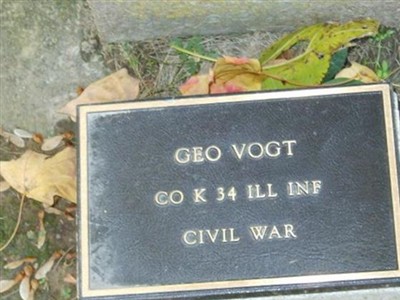 GEO VOGT
CO K 34 ILL INF
CIVIL WAR